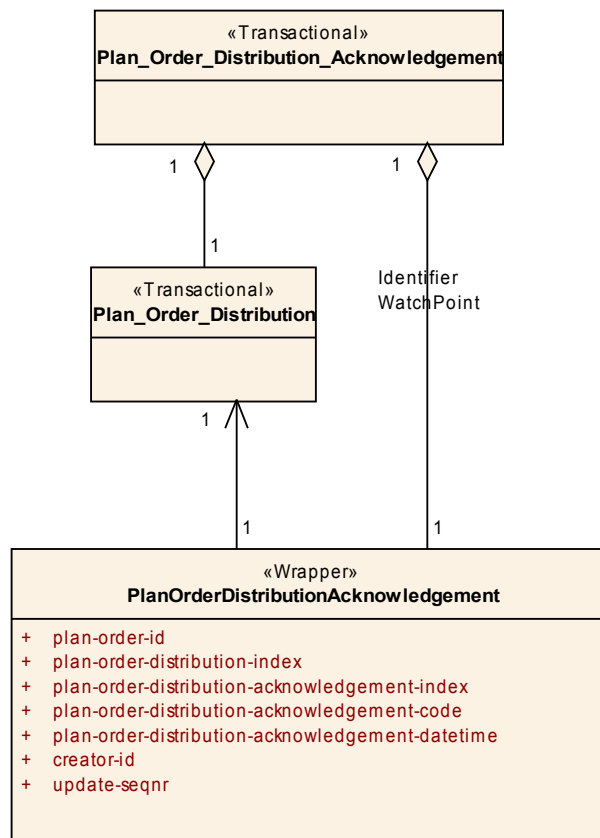 «Transactional»
Plan_Order_Distribution_Acknowledgement
1
1
1
«Transactional»
Plan_Order_Distribution
Identifier
WatchPoint
1
1
1
«Wrapper»
PlanOrderDistributionAcknowledgement
+ plan-order-id
+ plan-order-distribution-index
+ plan-order-distribution-acknowledgement-index
+ plan-order-distribution-acknowledgement-code
+ plan-order-distribution-acknowledgement-datetime
+ creator-id
+ update-seqnr